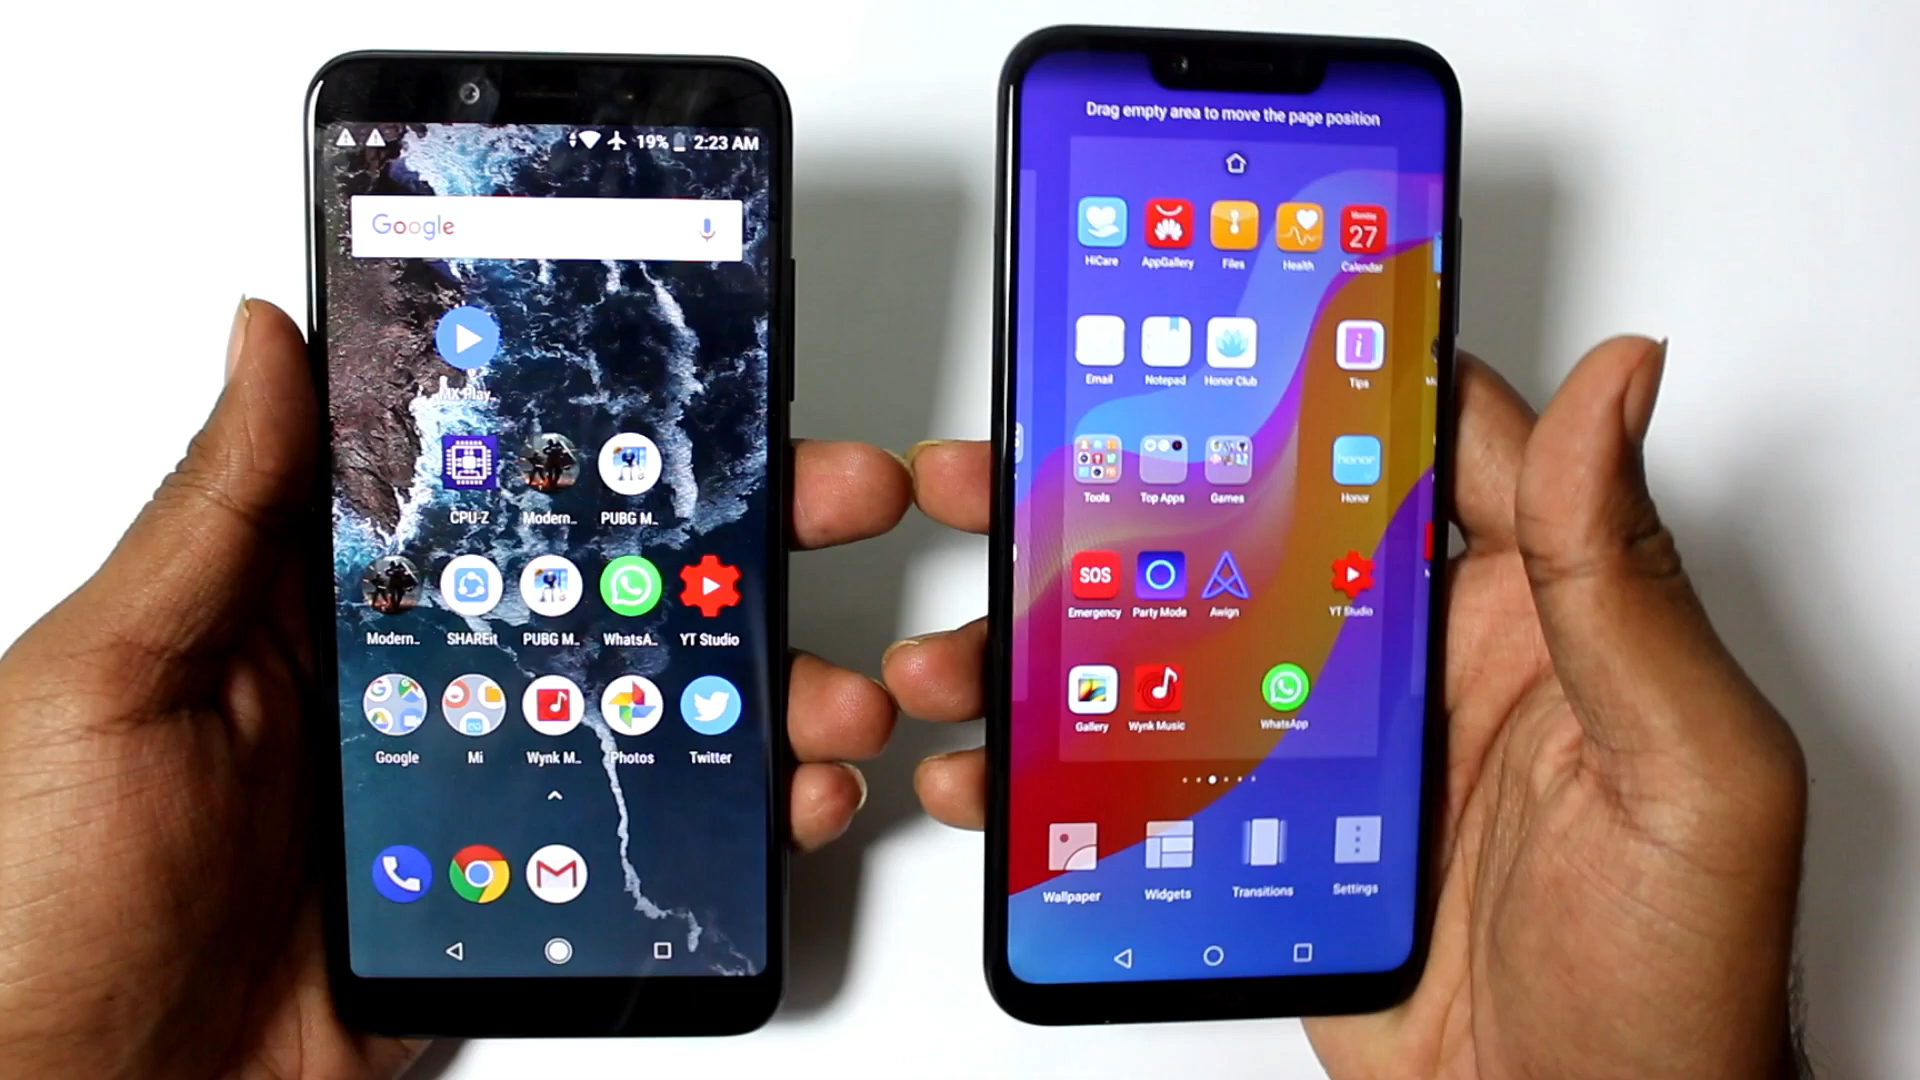 19% 2:23 AM
Google
MX Play..
CPU-Z Modern.. PUBG M..
Modern.. SHAREit PUBG M.. WhatsA.. YT Studio
Google Mi Wynk M.. Photos Twitter
Drag empty area to move the page position
Monday
27
HiCare AppGallery Files Health Calendar
Email Notepad Honor Club Tips
honor
Tools Top Apps Games Honor
SOS
Emergency Party Mode Awign YT Studio
Gallery Wynk Music WhatsApp
Wallpaper Widgets Transitions Settings